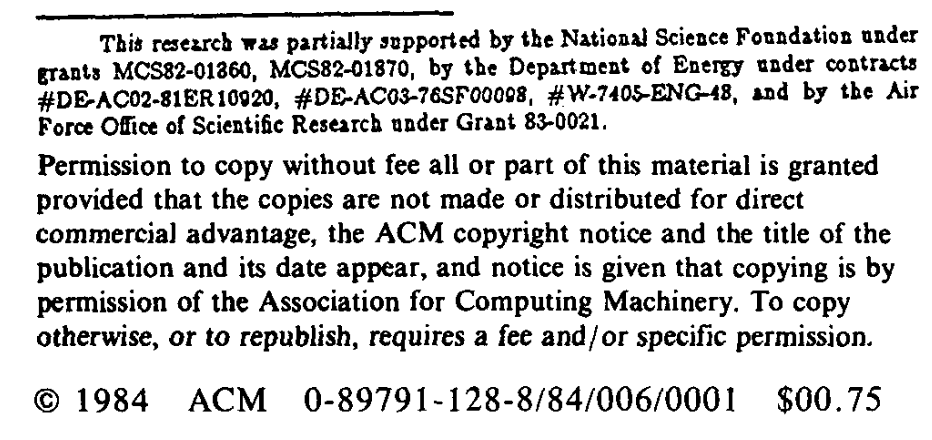 This research was partially supported by the National Science Foundation under
grants MCS82-01360, MCS82-01870, by the Department of Energy under contracts
#DE-AC02-81ER10920, #DE-AC03-76SF00098, #W-7405-ENG-48, and by the Air
Force Office of Scientific Research under Grant 83-0021.
Permission to copy without fee all or part of this material is granted
provided that the copies are not made or distributed for direct
commercial advantage, the ACM copyright notice and the title of the
publication and its date appear, and notice is given that copying is by
permission of the Association for Computing Machinery. To copy
otherwise, or to republish, requires a fee and/or specific permission.
© 1984 ACM 0-89791-128-8/84/006/0001 $00.75